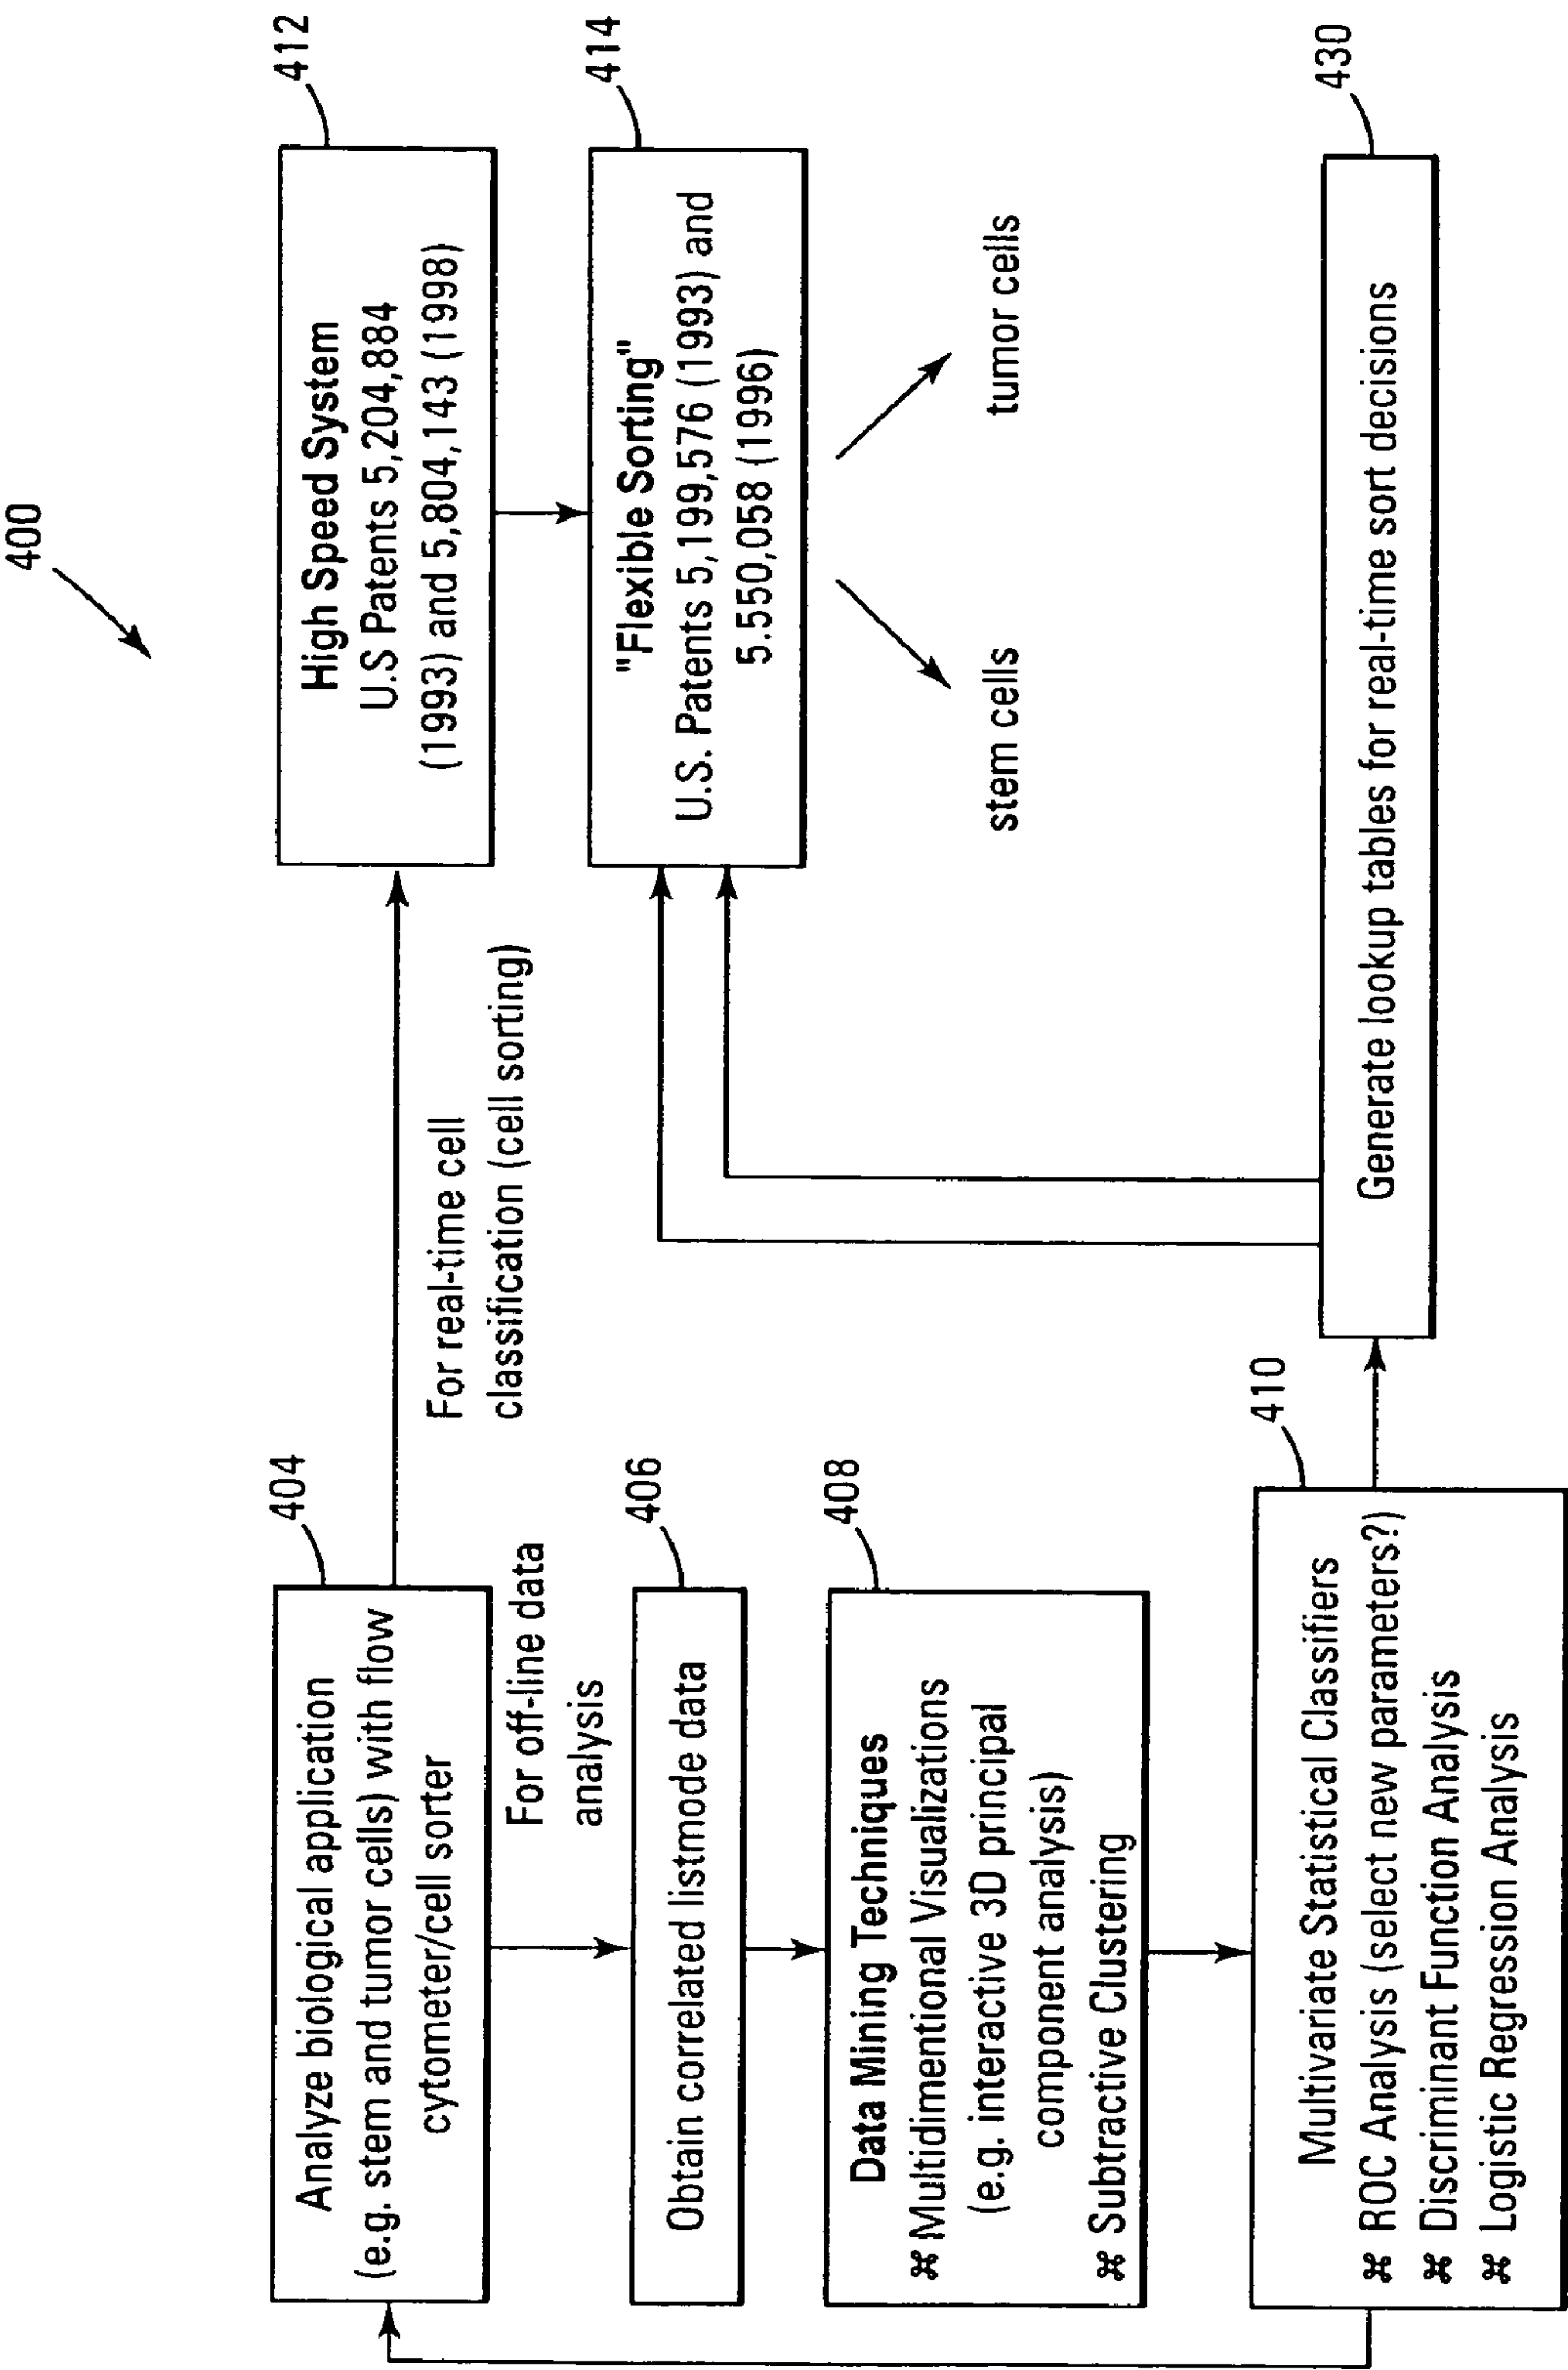 400
404
Analyze biological application
(e.g. stem and tumor cells) with flow
cytometer/cell sorter
For real-time cell
classification (cell sorting)
412
High Speed System
U.S Patents 5,204,884
(1993) and 5,804,143 (1998)
For off-line data
analysis
406
Obtain correlated listmode data
414
"Flexible Sorting"
U.S. Patents 5,199,576 (1993) and
5.550,058 (1996)
stem cells
tumor cells
408
Data Mining Techniques
⌘ Multidimentional Visualizations
(e.g. interactive 3D principal
component analysis)
⌘ Subtractive Clustering
410
Multivariate Statistical Classifiers
⌘ ROC Analysis (select new parameters?)
⌘ Discriminant Function Analysis
⌘ Logistic Regression Analysis
430
Generate lookup tables for real-time sort decisions